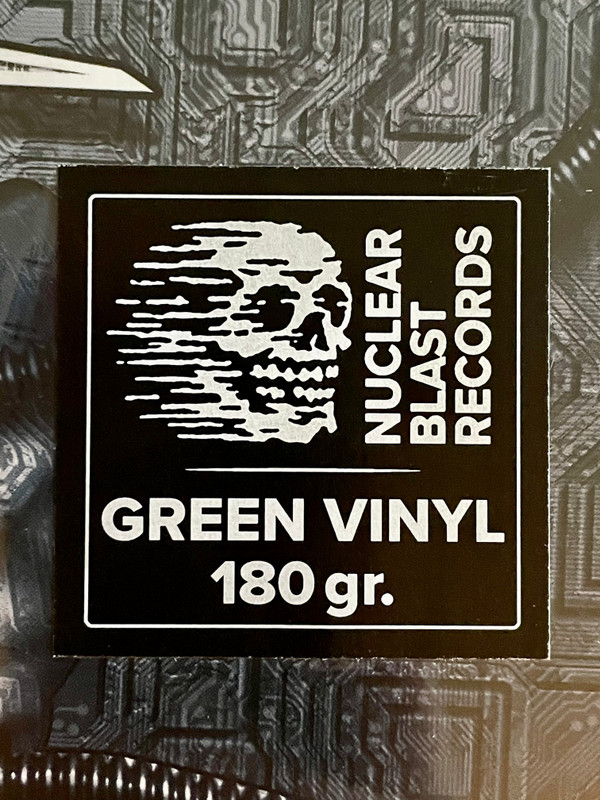 NUCLEAR
BLAST
RECORDS
GREEN VINYL
180 gr.